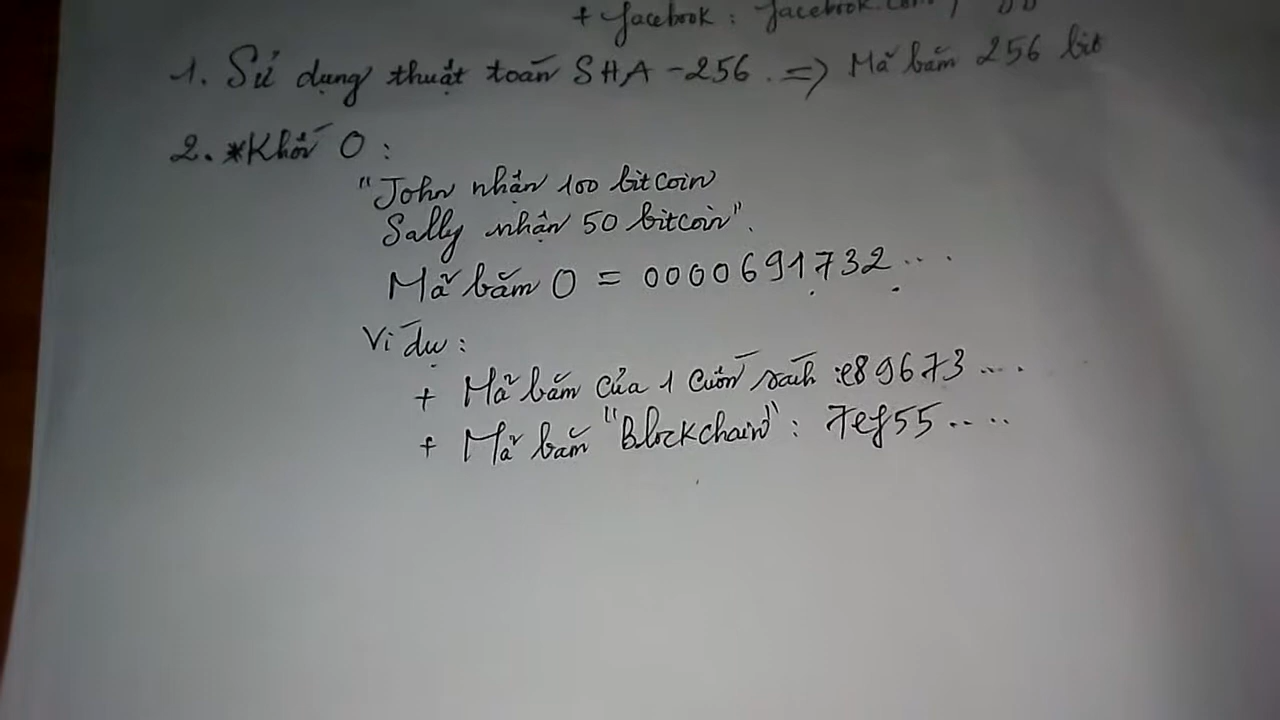 + facebook : facebook.com/
1. Sử dụng thuật toán SHA-256 => Mã băm 256 bit
2. *Khối 0 :
"John nhận 100 bitcoin
Sally nhận 50 bitcoin".
Mã băm 0 = 0000691732....
Ví dụ :
+ Mã băm của 1 cuốn sách : e89673....
+ Mã băm "Blockchain" : 7ef55....